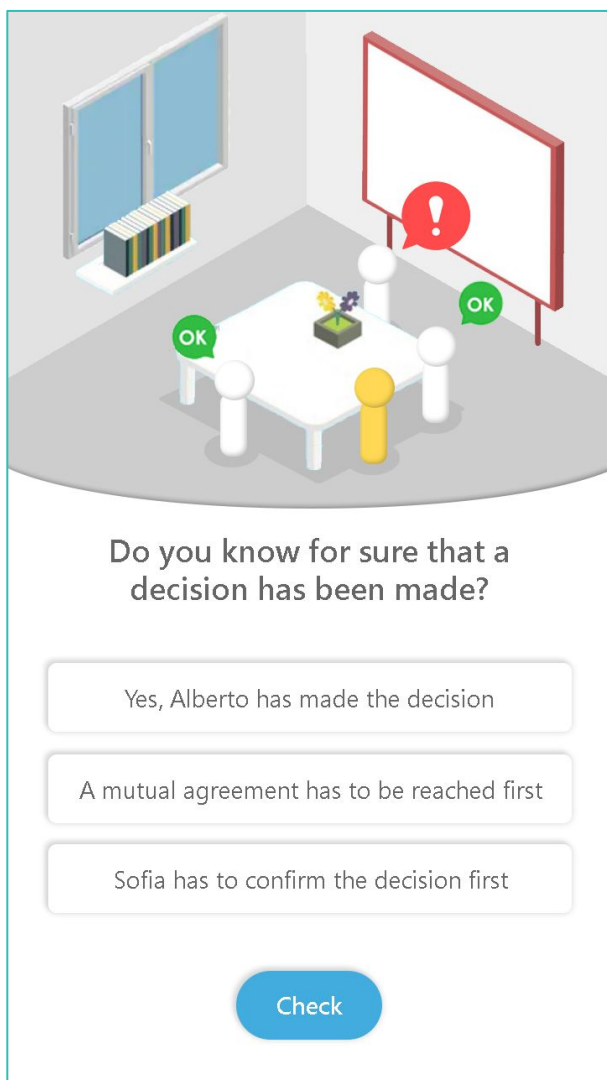 !
OK
OK
Do you know for sure that a
decision has been made?
Yes, Alberto has made the decision
A mutual agreement has to be reached first
Sofia has to confirm the decision first
Check